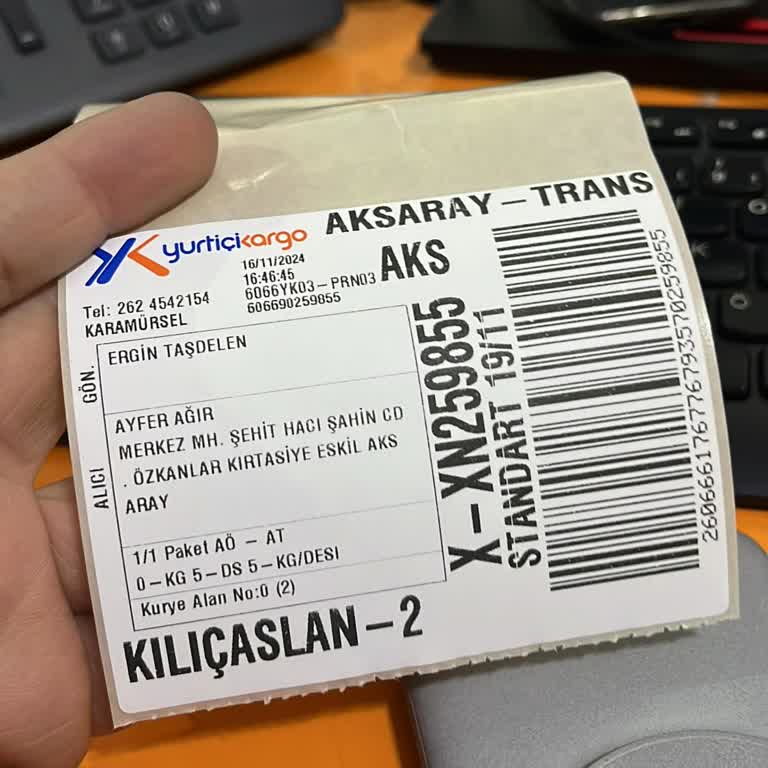 AKSARAY – TRANS
yurtiçikargo
16/11/2024
16:46:45
AKS
6066YK03 – PRN03
606690259855
Tel: 262 4542154
KARAMÜRSEL
GÖN.
ERGİN TAŞDELEN
ALICI
AYFER AĞIR
MERKEZ MH. ŞEHİT HACI ŞAHİN CD
. ÖZKANLAR KIRTASİYE ESKİL AKS
ARAY
1/1 Paket AÖ – AT
0–KG 5–DS 5–KG/DESI
Kurye Alan No:0 (2)
KILIÇASLAN–2
X–XN259855
STANDART 19/11
26066617677679357​0259855